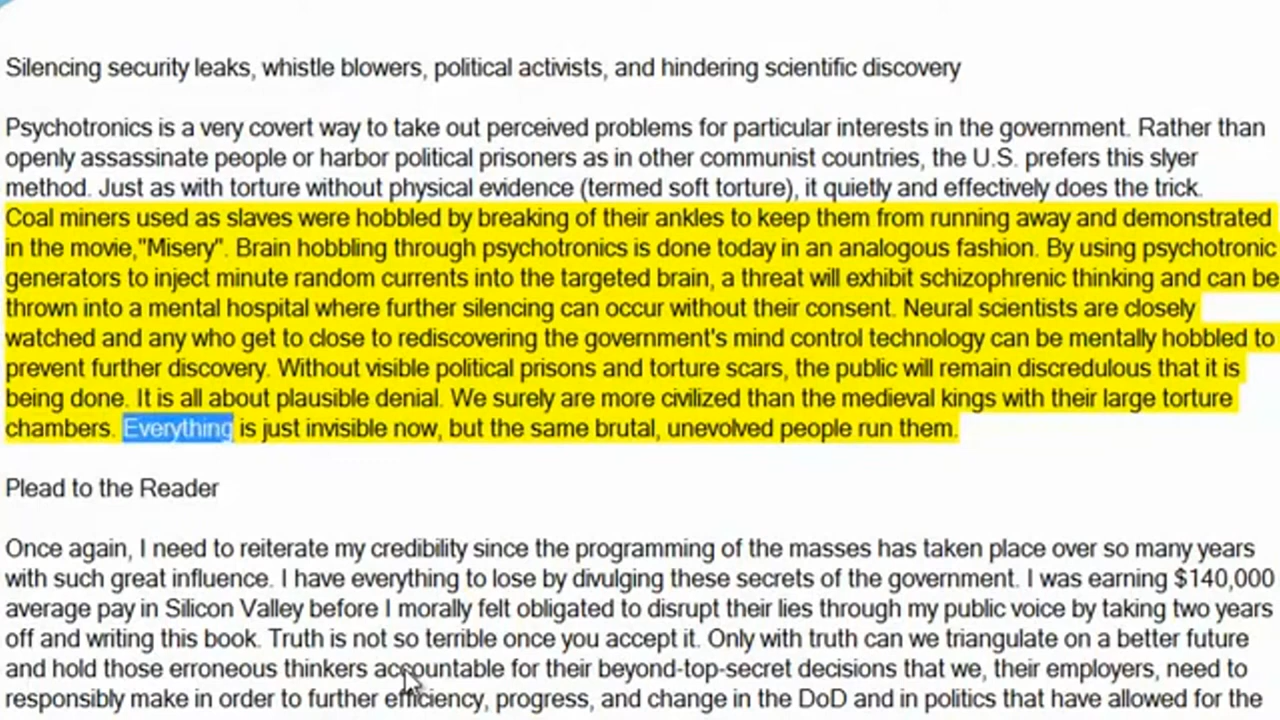 Silencing security leaks, whistle blowers, political activists, and hindering scientific discovery
Psychotronics is a very covert way to take out perceived problems for particular interests in the government. Rather than
openly assassinate people or harbor political prisoners as in other communist countries, the U.S. prefers this slyer
method. Just as with torture without physical evidence (termed soft torture), it quietly and effectively does the trick.
Coal miners used as slaves were hobbled by breaking of their ankles to keep them from running away and demonstrated
in the movie,"Misery". Brain hobbling through psychotronics is done today in an analogous fashion. By using psychotronic
generators to inject minute random currents into the targeted brain, a threat will exhibit schizophrenic thinking and can be
thrown into a mental hospital where further silencing can occur without their consent. Neural scientists are closely
watched and any who get to close to rediscovering the government's mind control technology can be mentally hobbled to
prevent further discovery. Without visible political prisons and torture scars, the public will remain discredulous that it is
being done. It is all about plausible denial. We surely are more civilized than the medieval kings with their large torture
chambers. Everything is just invisible now, but the same brutal, unevolved people run them.
Plead to the Reader
Once again, I need to reiterate my credibility since the programming of the masses has taken place over so many years
with such great influence. I have everything to lose by divulging these secrets of the government. I was earning $140,000
average pay in Silicon Valley before I morally felt obligated to disrupt their lies through my public voice by taking two years
off and writing this book. Truth is not so terrible once you accept it. Only with truth can we triangulate on a better future
and hold those erroneous thinkers accountable for their beyond-top-secret decisions that we, their employers, need to
responsibly make in order to further efficiency, progress, and change in the DoD and in politics that have allowed for the